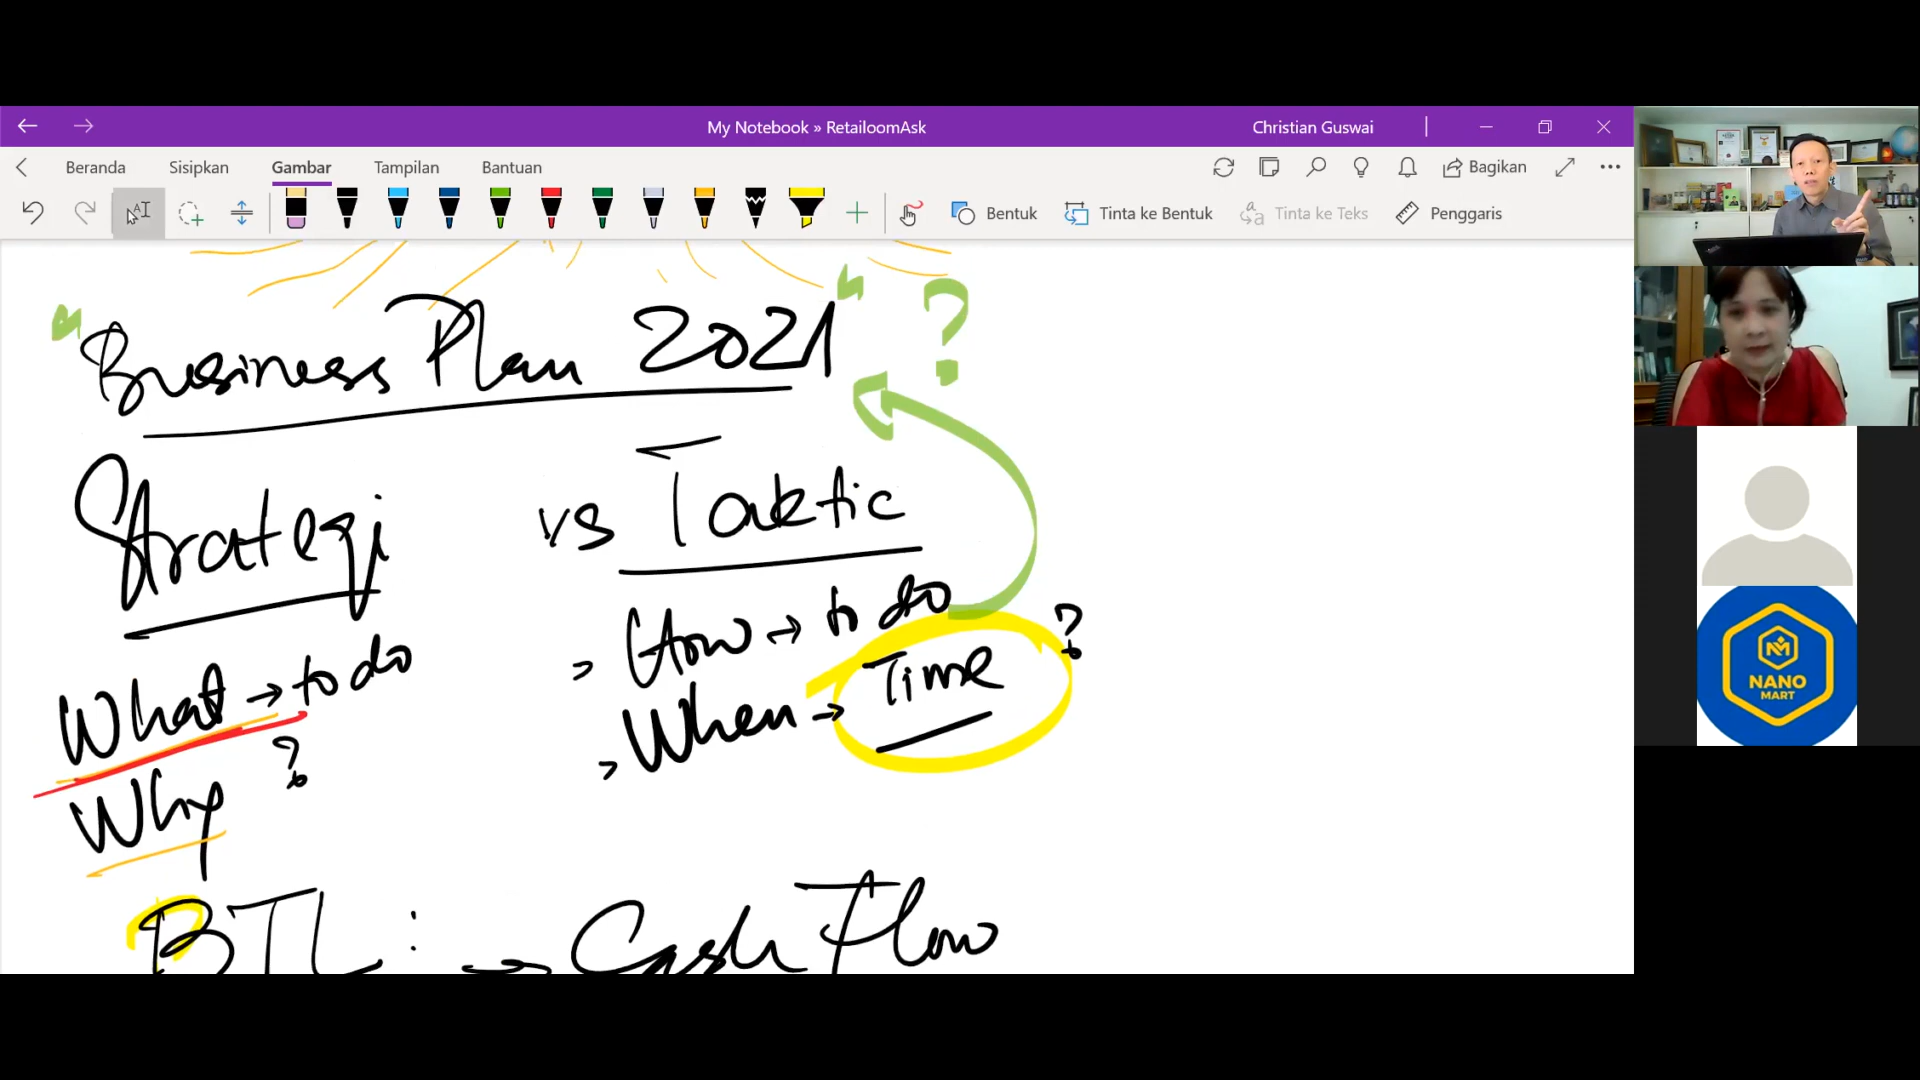 My Notebook » RetailoomAsk
Christian Guswai
Beranda Sisipkan Gambar Tampilan Bantuan
Bagikan
Bentuk Tinta ke Bentuk Tinta ke Teks Penggaris
"Business Plan 2021" ?
Strategi vs Taktic
What → to do ?
Why
, How → to do
, When → Time ?
BTL : → Cash Flow
NANO
MART